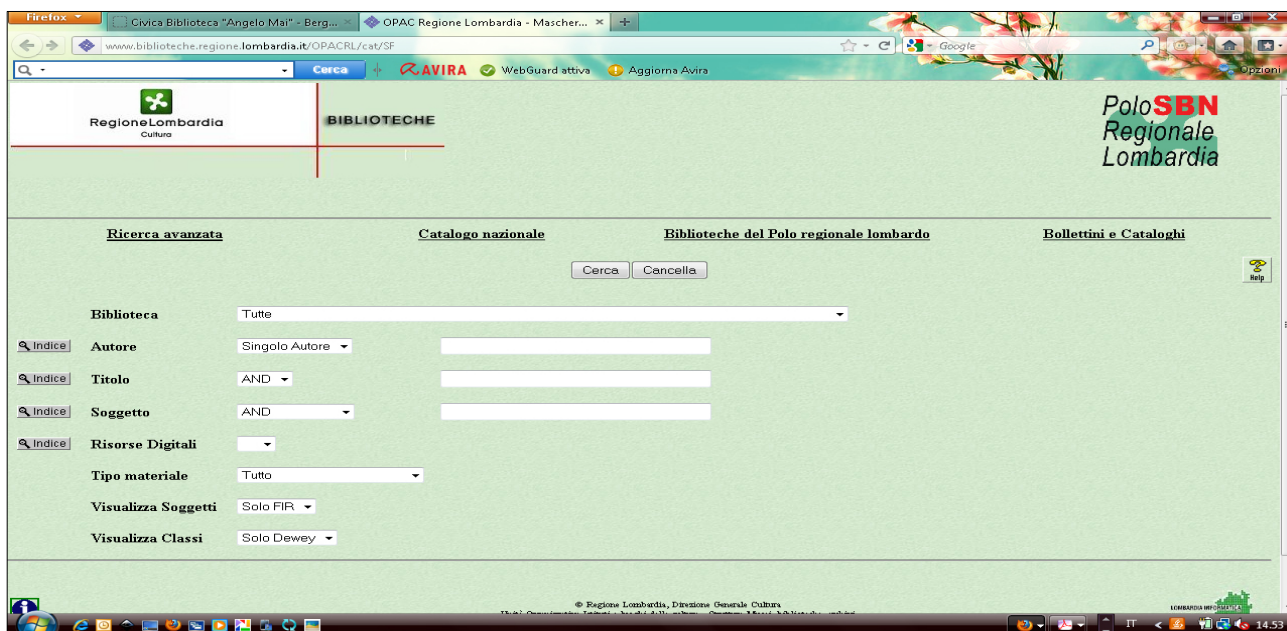 Firefox
Civica Biblioteca "Angelo Mai" - Berg...
OPAC Regione Lombardia - Mascher...
www.biblioteche.regione.lombardia.it/OPACRL/cat/SF
Google
Cerca
AVIRA
WebGuard attiva
Aggiorna Avira
Opzioni
RegioneLombardia
Cultura
BIBLIOTECHE
PoloSBN
Regionale
Lombardia
Ricerca avanzata Catalogo nazionale Biblioteche del Polo regionale lombardo Bollettini e Cataloghi
Cerca Cancella
Help
Biblioteca Tutte
Indice Autore Singolo Autore
Indice Titolo AND
Indice Soggetto AND
Indice Risorse Digitali
Tipo materiale Tutto
Visualizza Soggetti Solo FIR
Visualizza Classi Solo Dewey
© Regione Lombardia, Direzione Generale Cultura
LOMBARDIA INFORMATICA
IT
14.53